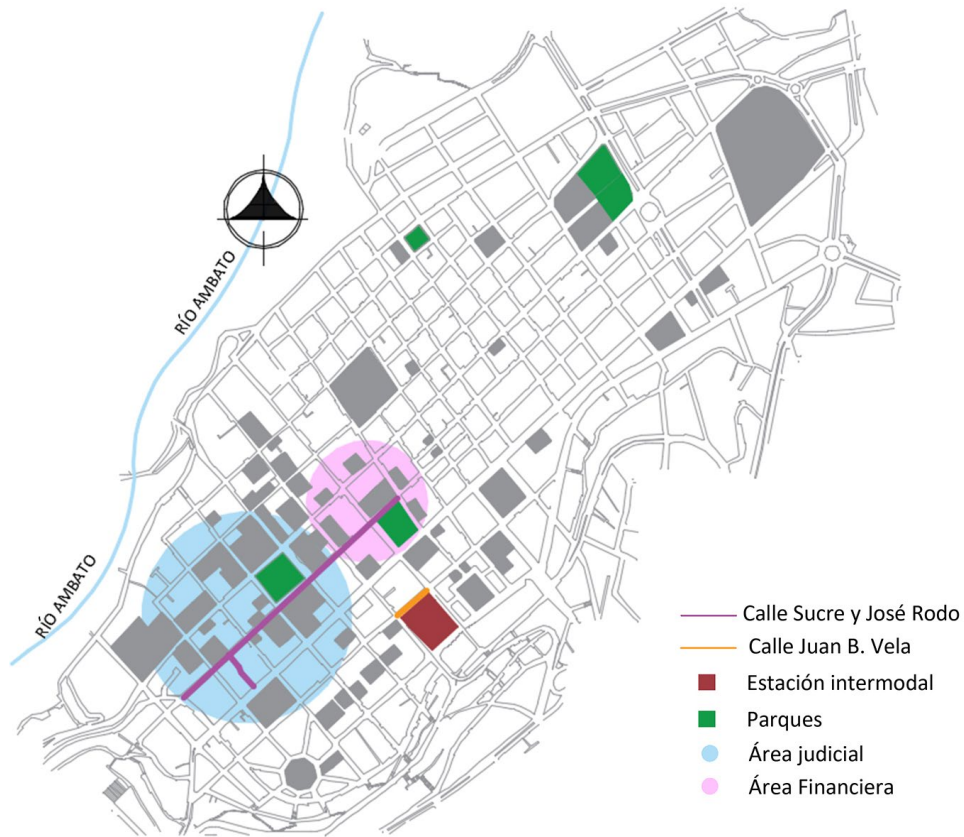 RÍO AMBATO
RÍO AMBATO
Calle Sucre y José Rodo
Calle Juan B. Vela
Estación intermodal
Parques
Área judicial
Área Financiera